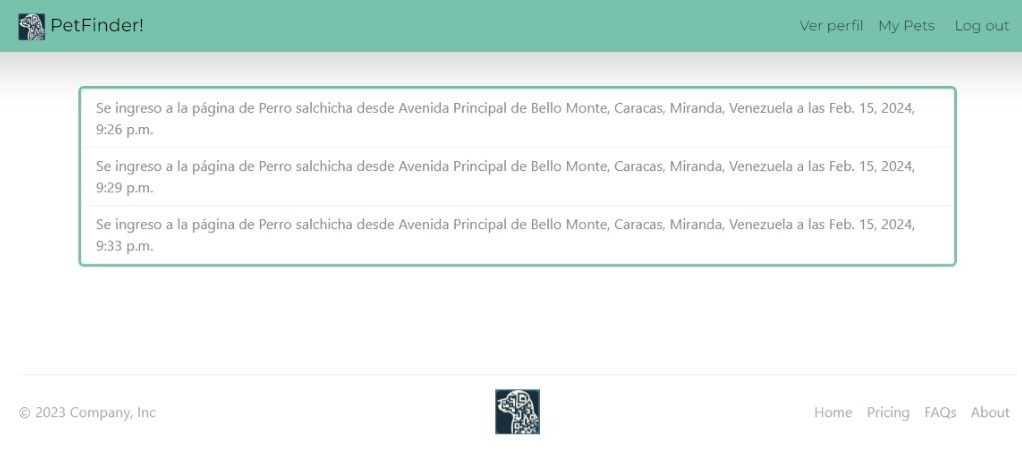 PetFinder!
Ver perfil My Pets Log out
Se ingreso a la página de Perro salchicha desde Avenida Principal de Bello Monte, Caracas, Miranda, Venezuela a las Feb. 15, 2024,
9:26 p.m.
Se ingreso a la página de Perro salchicha desde Avenida Principal de Bello Monte, Caracas, Miranda, Venezuela a las Feb. 15, 2024,
9:29 p.m.
Se ingreso a la página de Perro salchicha desde Avenida Principal de Bello Monte, Caracas, Miranda, Venezuela a las Feb. 15, 2024,
9:33 p.m.
© 2023 Company, Inc
Home Pricing FAQs About